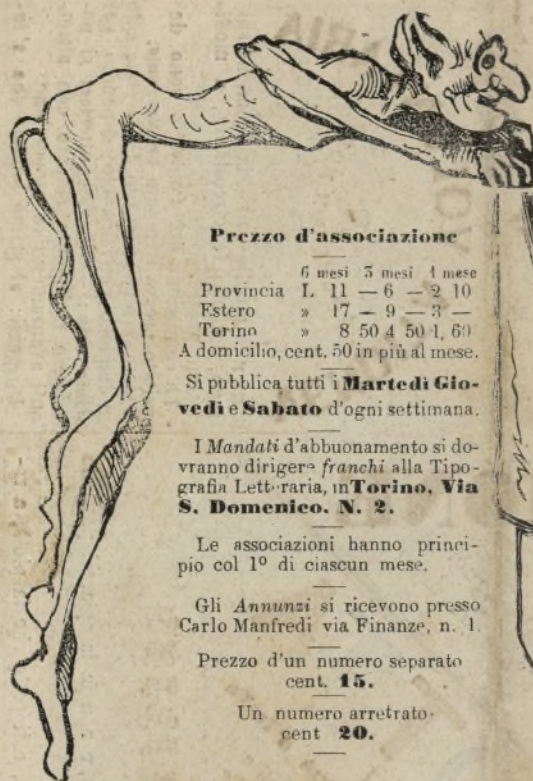 Prezzo d'associazione
6 mesi 3 mesi 1 mese
Provincia L 11 — 6 — 2 10
Estero » 17 — 9 — 3 —
Torino » 8 50 4 50 1, 60
A domicilio, cent. 50 in più al mese.
Si pubblica tutti i Martedì Gio-
vedì e Sabato d'ogni settimana.
I Mandati d'abbuonamento si do-
vranno dirigere franchi alla Tipo-
grafia Letteraria, in Torino, Via
S. Domenico. N. 2.
Le associazioni hanno princi-
pio col 1º di ciascun mese.
Gli Annunzi si ricevono presso
Carlo Manfredi via Finanze, n. 1.
Prezzo d'un numero separato
cent. 15.
Un numero arretrato
cent 20.